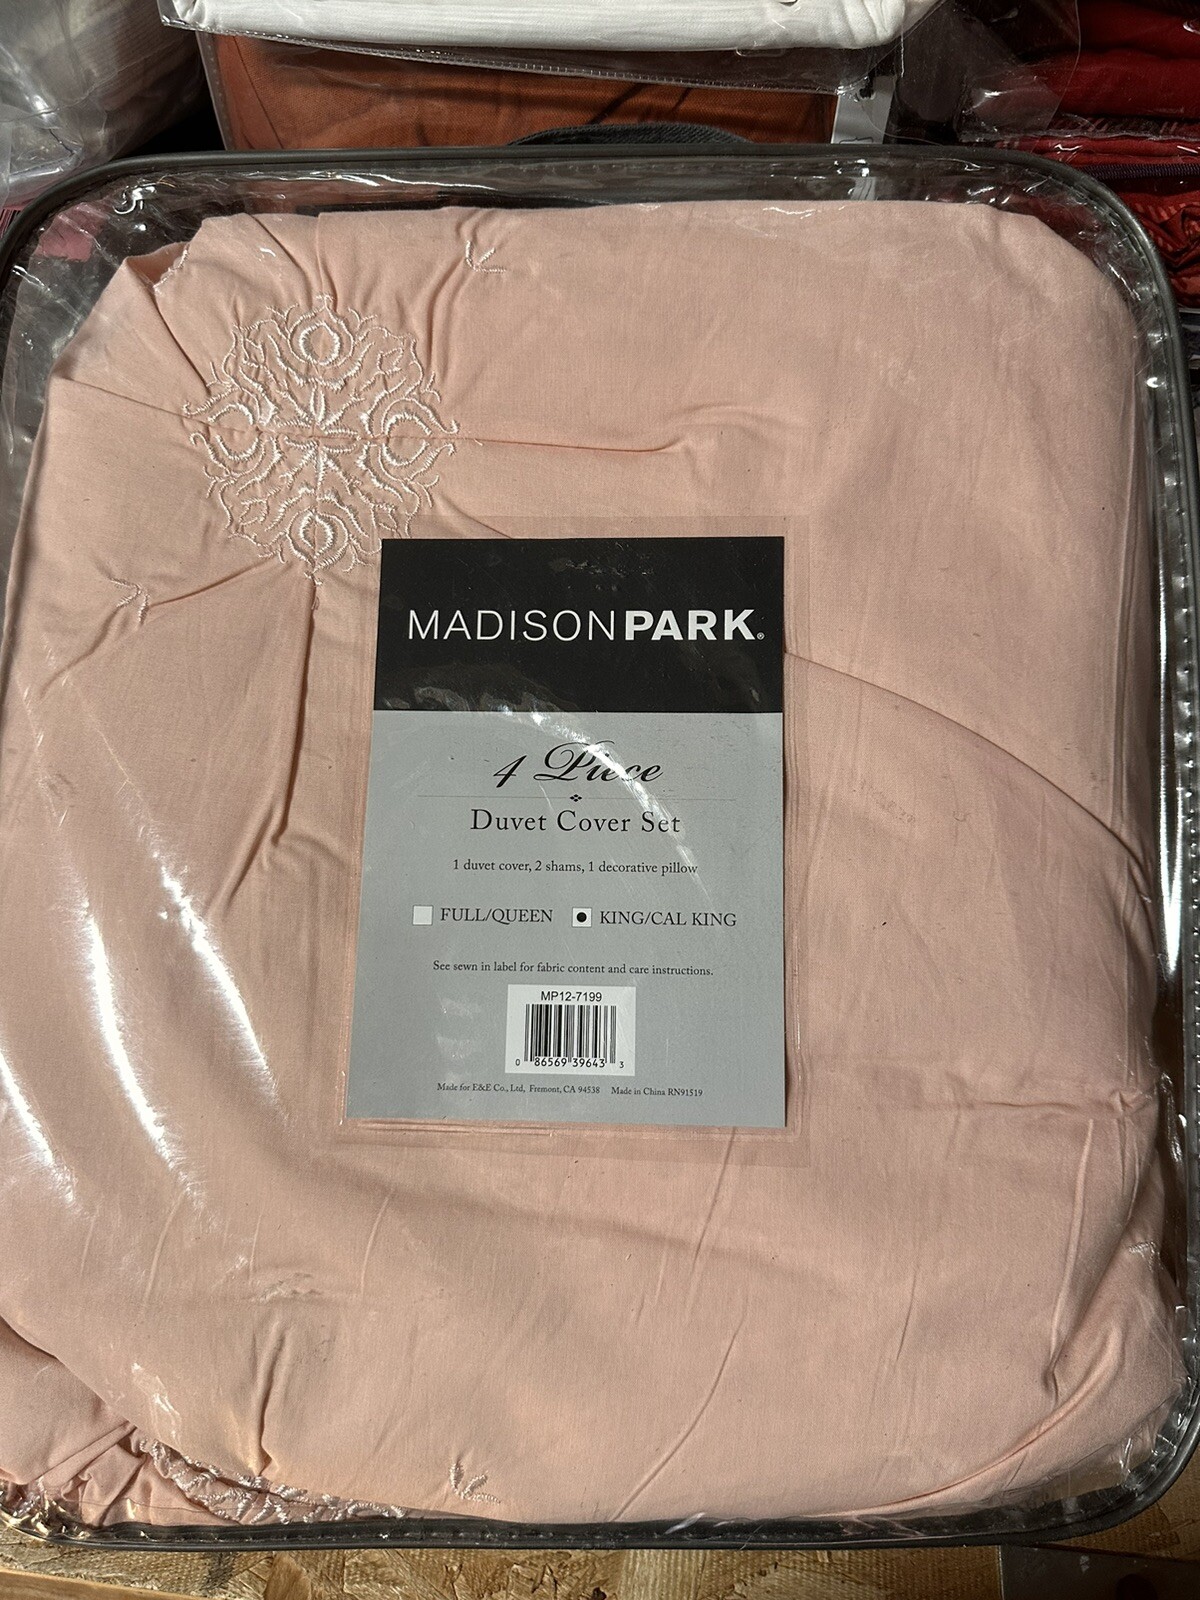 MADISONPARK®
4 Piece
Duvet Cover Set
1 duvet cover, 2 shams, 1 decorative pillow
FULL/QUEEN KING/CAL KING
See sewn in label for fabric content and care instructions.
MP12-7199
0 86569 39643 3
Made for E&E Co., Ltd, Fremont, CA 94538 Made in China RN91519